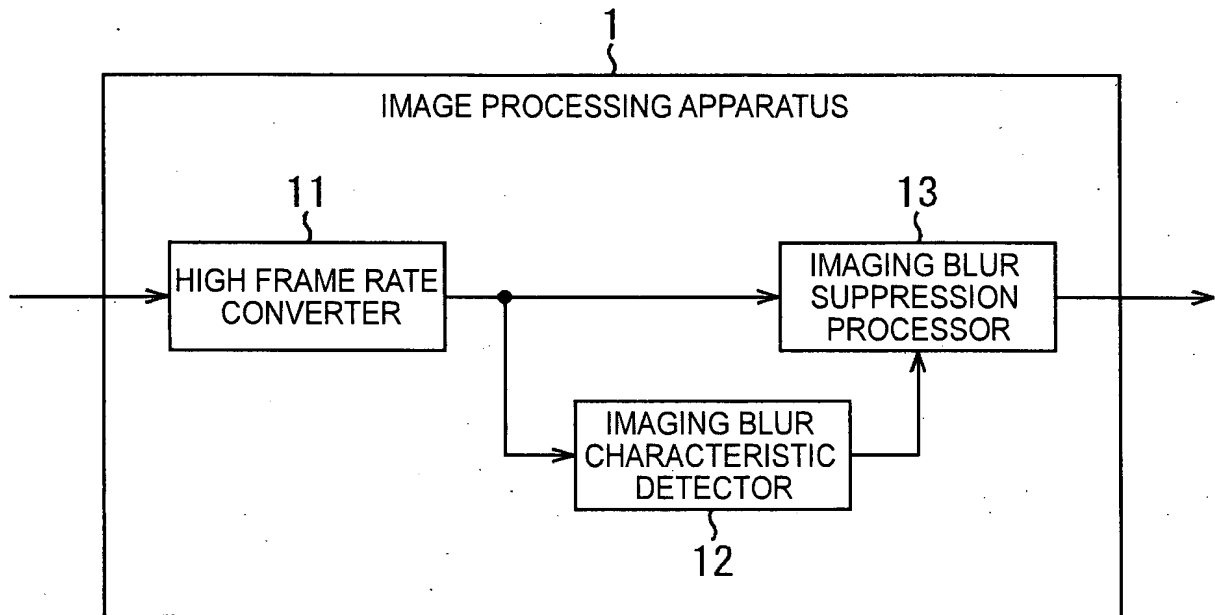 1
IMAGE PROCESSING APPARATUS
11
HIGH FRAME RATE
CONVERTER
13
IMAGING BLUR
SUPPRESSION
PROCESSOR
IMAGING BLUR
CHARACTERISTIC
DETECTOR
12